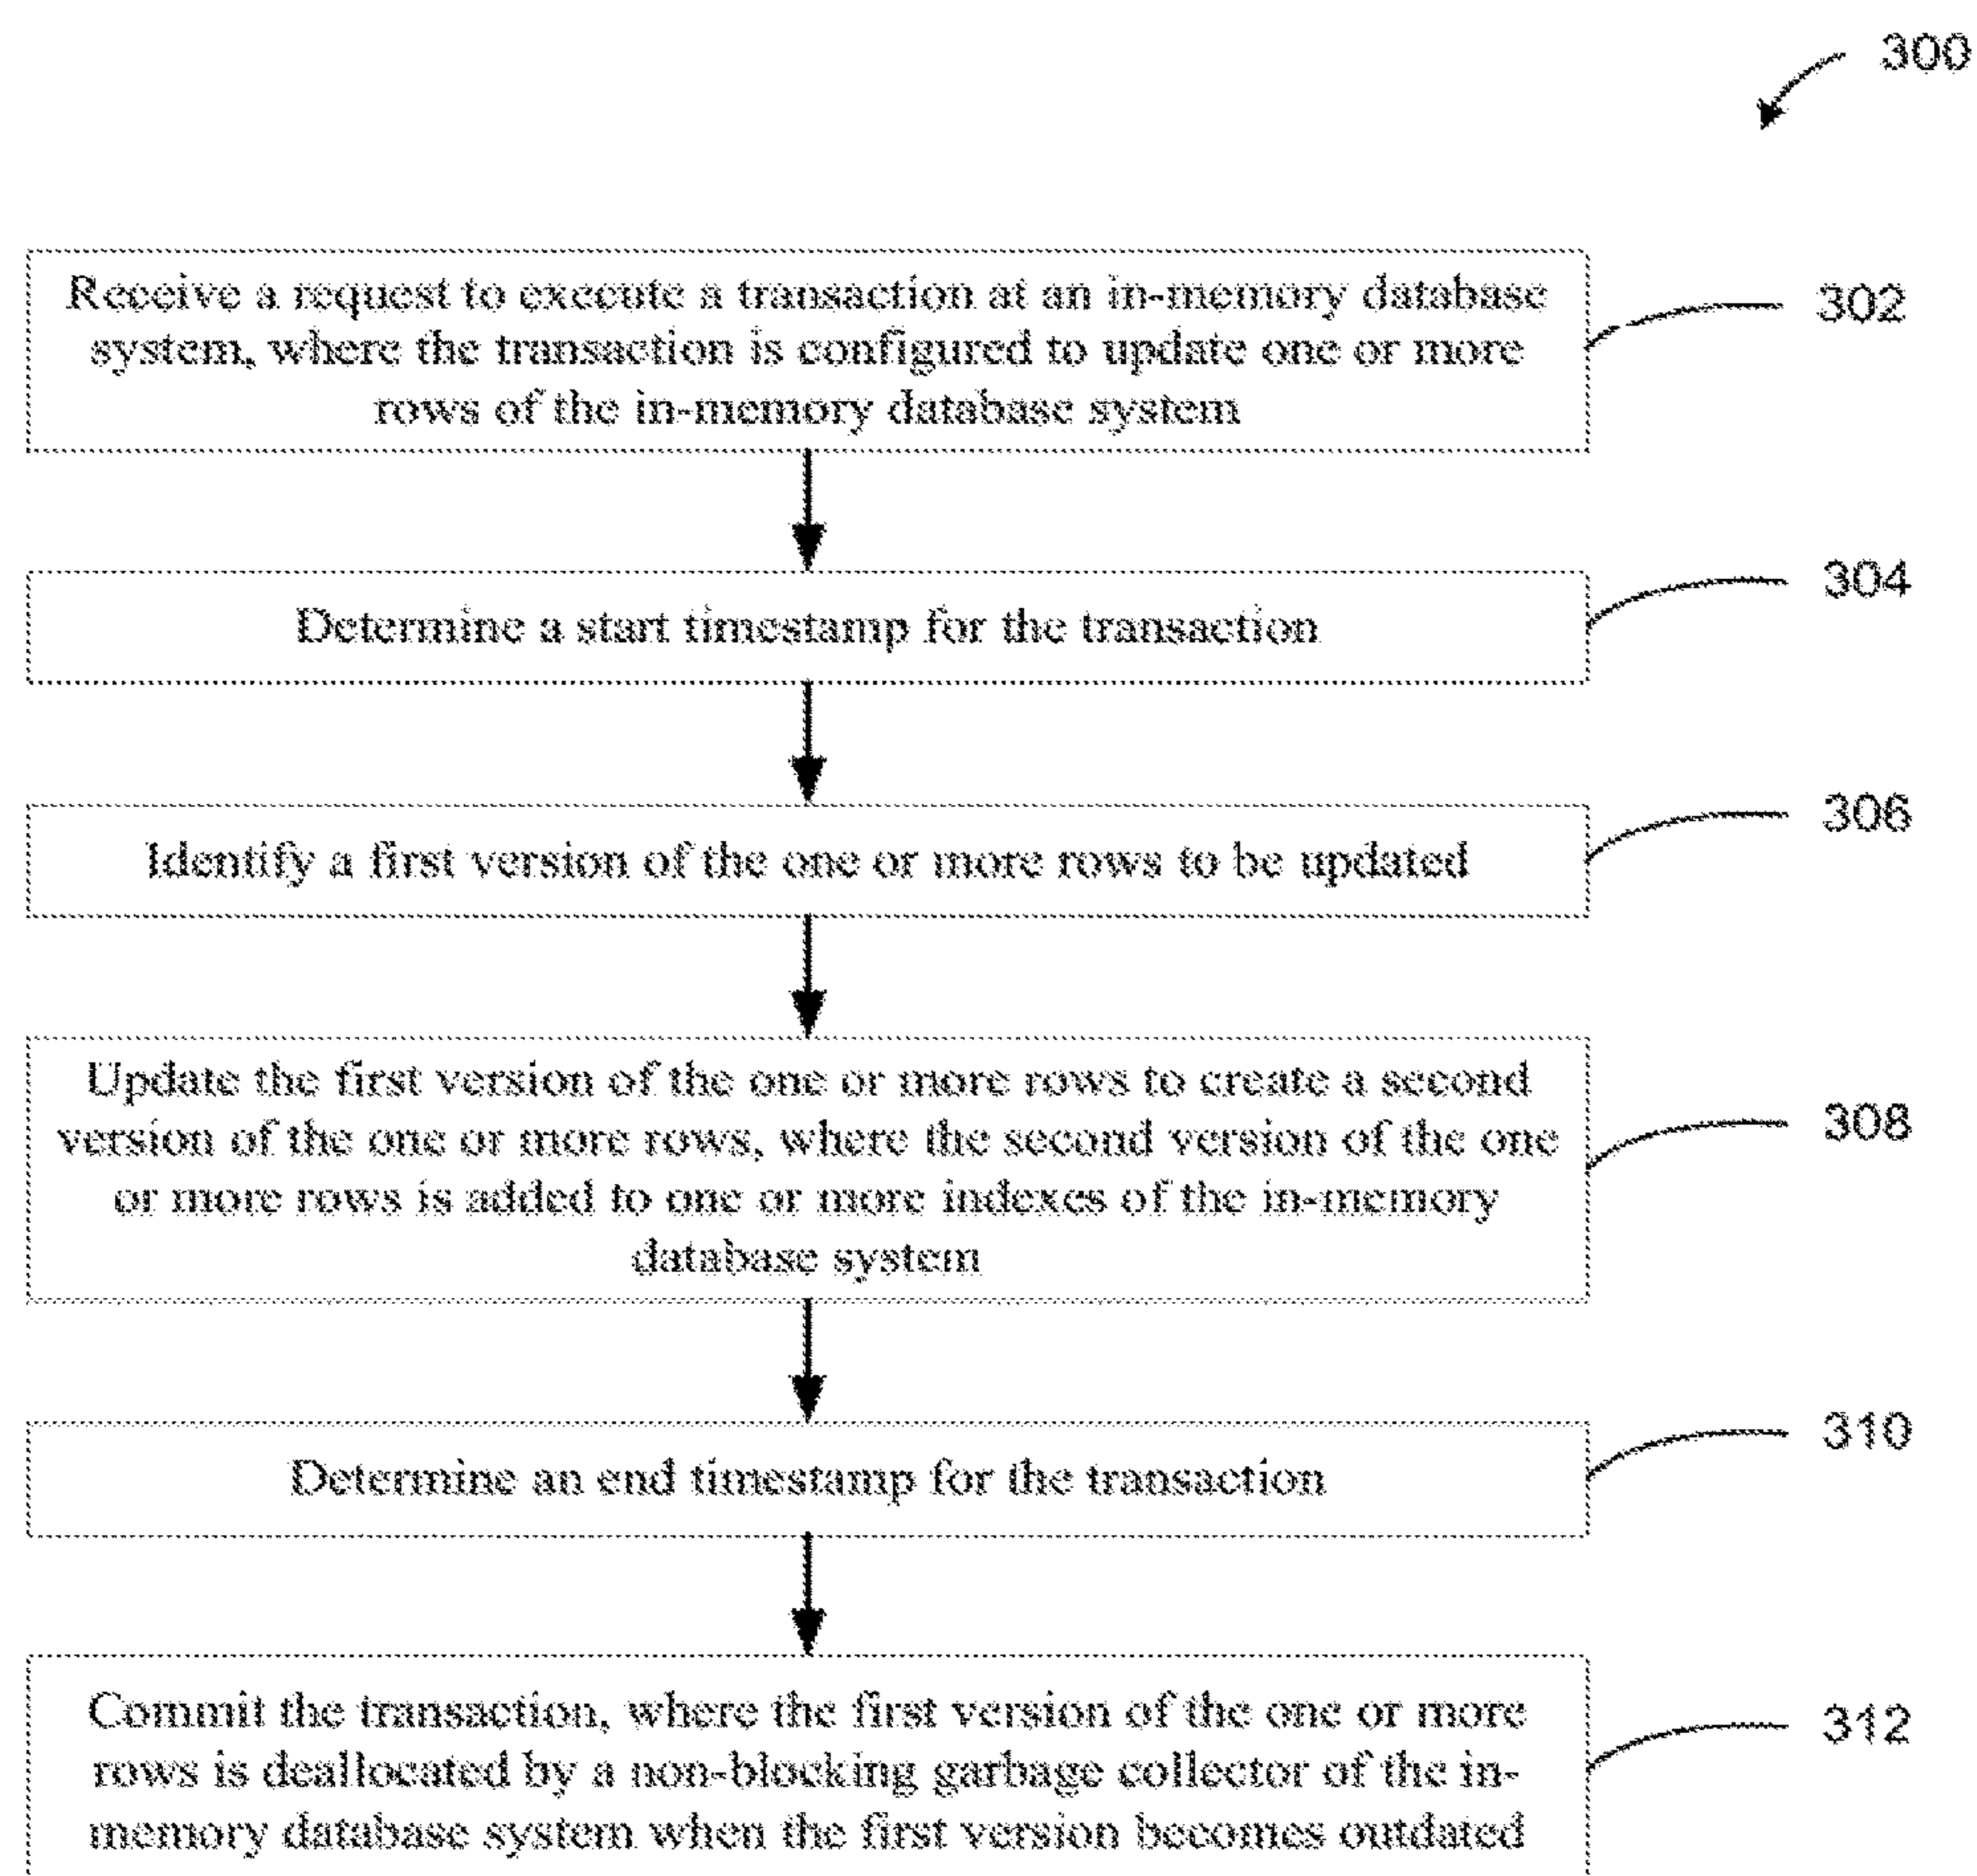 300
Receive a request to execute a transaction at an in-memory database
system, where the transaction is configured to update one or more
rows of the in-memory database system
302
Determine a start timestamp for the transaction
304
Identify a first version of the one or more rows to be updated
306
Update the first version of the one or more rows to create a second
version of the one or more rows, where the second version of the one
or more rows is added to one or more indexes of the in-memory
database system
308
Determine an end timestamp for the transaction
310
Commit the transaction, where the first version of the one or more
rows is deallocated by a non-blocking garbage collector of the in-
memory database system when the first version becomes outdated
312